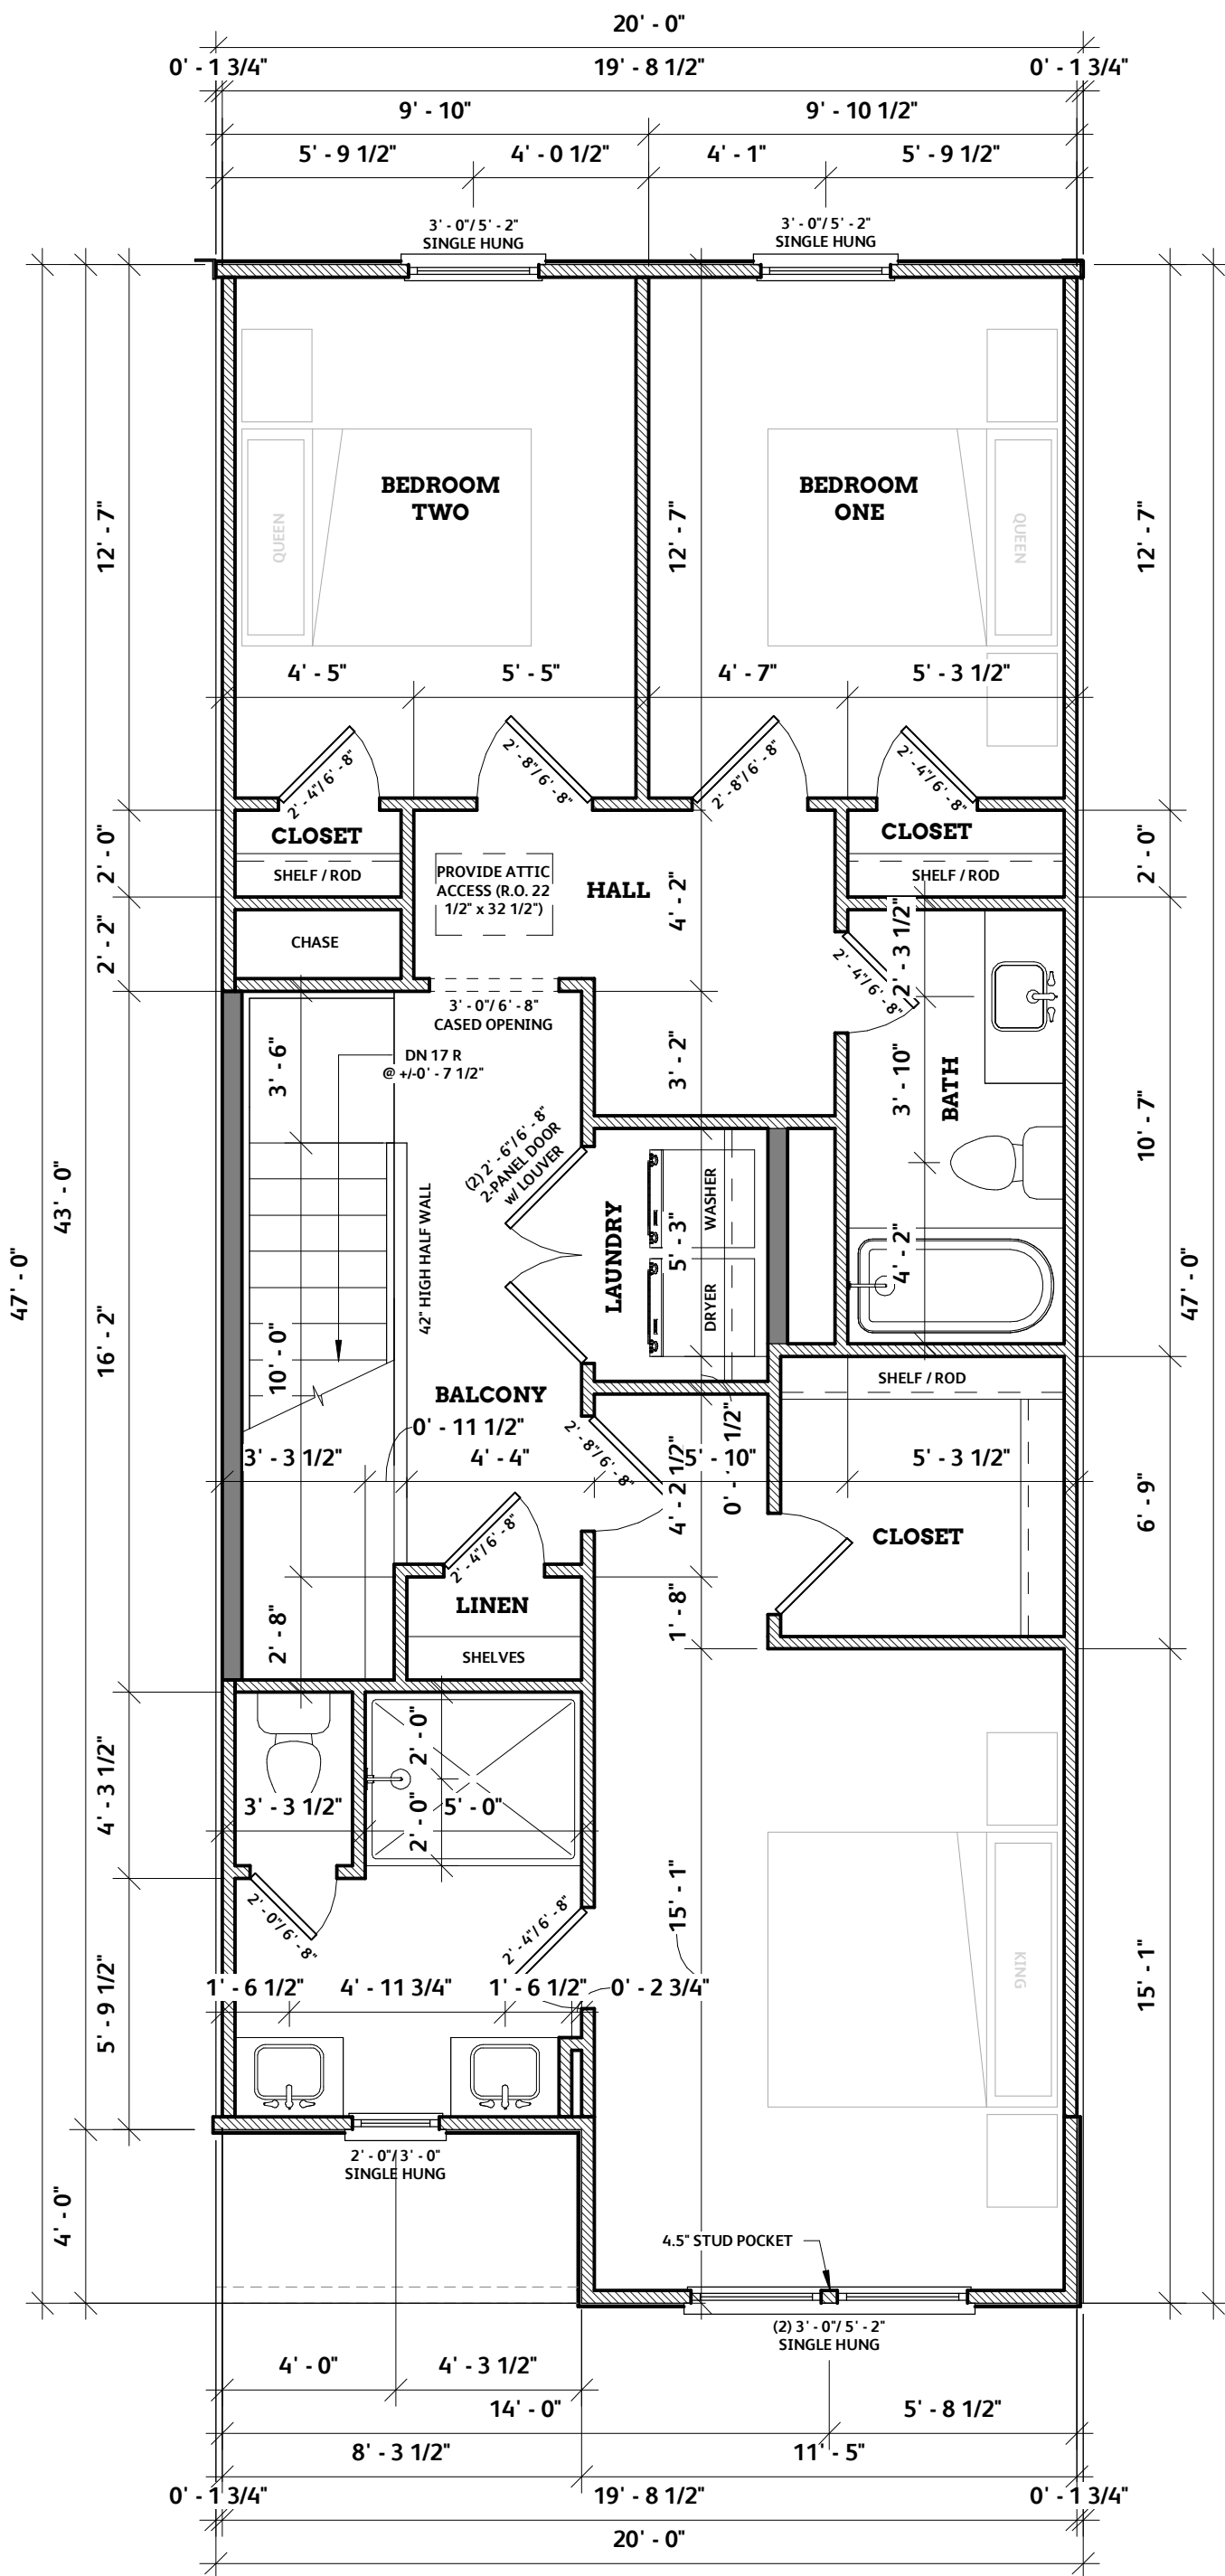 20' - 0"
0' - 1 3/4"
19' - 8 1/2"
0' - 1 3/4"
9' - 10"
9' - 10 1/2"
5' - 9 1/2"
4' - 0 1/2"
4' - 1"
5' - 9 1/2"
3' - 0"/ 5' - 2"
SINGLE HUNG
3' - 0"/ 5' - 2"
SINGLE HUNG
BEDROOM
TWO
BEDROOM
ONE
QUEEN
QUEEN
12' - 7"
12' - 7"
12' - 7"
4' - 5"
5' - 5"
4' - 7"
5' - 3 1/2"
2' - 4"/ 6' - 8"
2' - 8"/ 6' - 8"
2' - 8"/ 6' - 8"
2' - 4"/ 6' - 8"
CLOSET
SHELF / ROD
CLOSET
SHELF / ROD
2' - 0"
2' - 0"
PROVIDE ATTIC
ACCESS (R.O. 22
1/2" x 32 1/2")
HALL
4' - 2"
CHASE
2' - 2"
2' - 3 1/2"
2' - 4"/ 6' - 8"
3' - 0"/ 6' - 8"
CASED OPENING
DN 17 R
@ +/-0' - 7 1/2"
3' - 6"
3' - 2"
3' - 10"
BATH
10' - 7"
43' - 0"
47' - 0"
47' - 0"
16' - 2"
(2) 2' - 6"/ 6' - 8"
2-PANEL DOOR
w/ LOUVER
42" HIGH HALF WALL
LAUNDRY
WASHER
5' - 3"
DRYER
4' - 2"
10' - 0"
BALCONY
SHELF / ROD
0' - 11 1/2"
3' - 3 1/2"
4' - 4"
2' - 8"/ 6' - 8"
4' - 2 1/2"
5' - 10"
5' - 3 1/2"
6' - 9"
CLOSET
2' - 4"/ 6' - 8"
LINEN
SHELVES
2' - 8"
1' - 8"
4' - 3 1/2"
2' - 0"
2' - 0"
3' - 3 1/2"
5' - 0"
2' - 0"/ 6' - 8"
2' - 4"/ 6' - 8"
15' - 1"
15' - 1"
KING
5' - 9 1/2"
1' - 6 1/2"
4' - 11 3/4"
1' - 6 1/2"
0' - 2 3/4"
2' - 0"/ 3' - 0"
SINGLE HUNG
4' - 0"
4.5" STUD POCKET
(2) 3' - 0"/ 5' - 2"
SINGLE HUNG
4' - 0"
4' - 3 1/2"
14' - 0"
5' - 8 1/2"
8' - 3 1/2"
11' - 5"
0' - 1 3/4"
19' - 8 1/2"
0' - 1 3/4"
20' - 0"